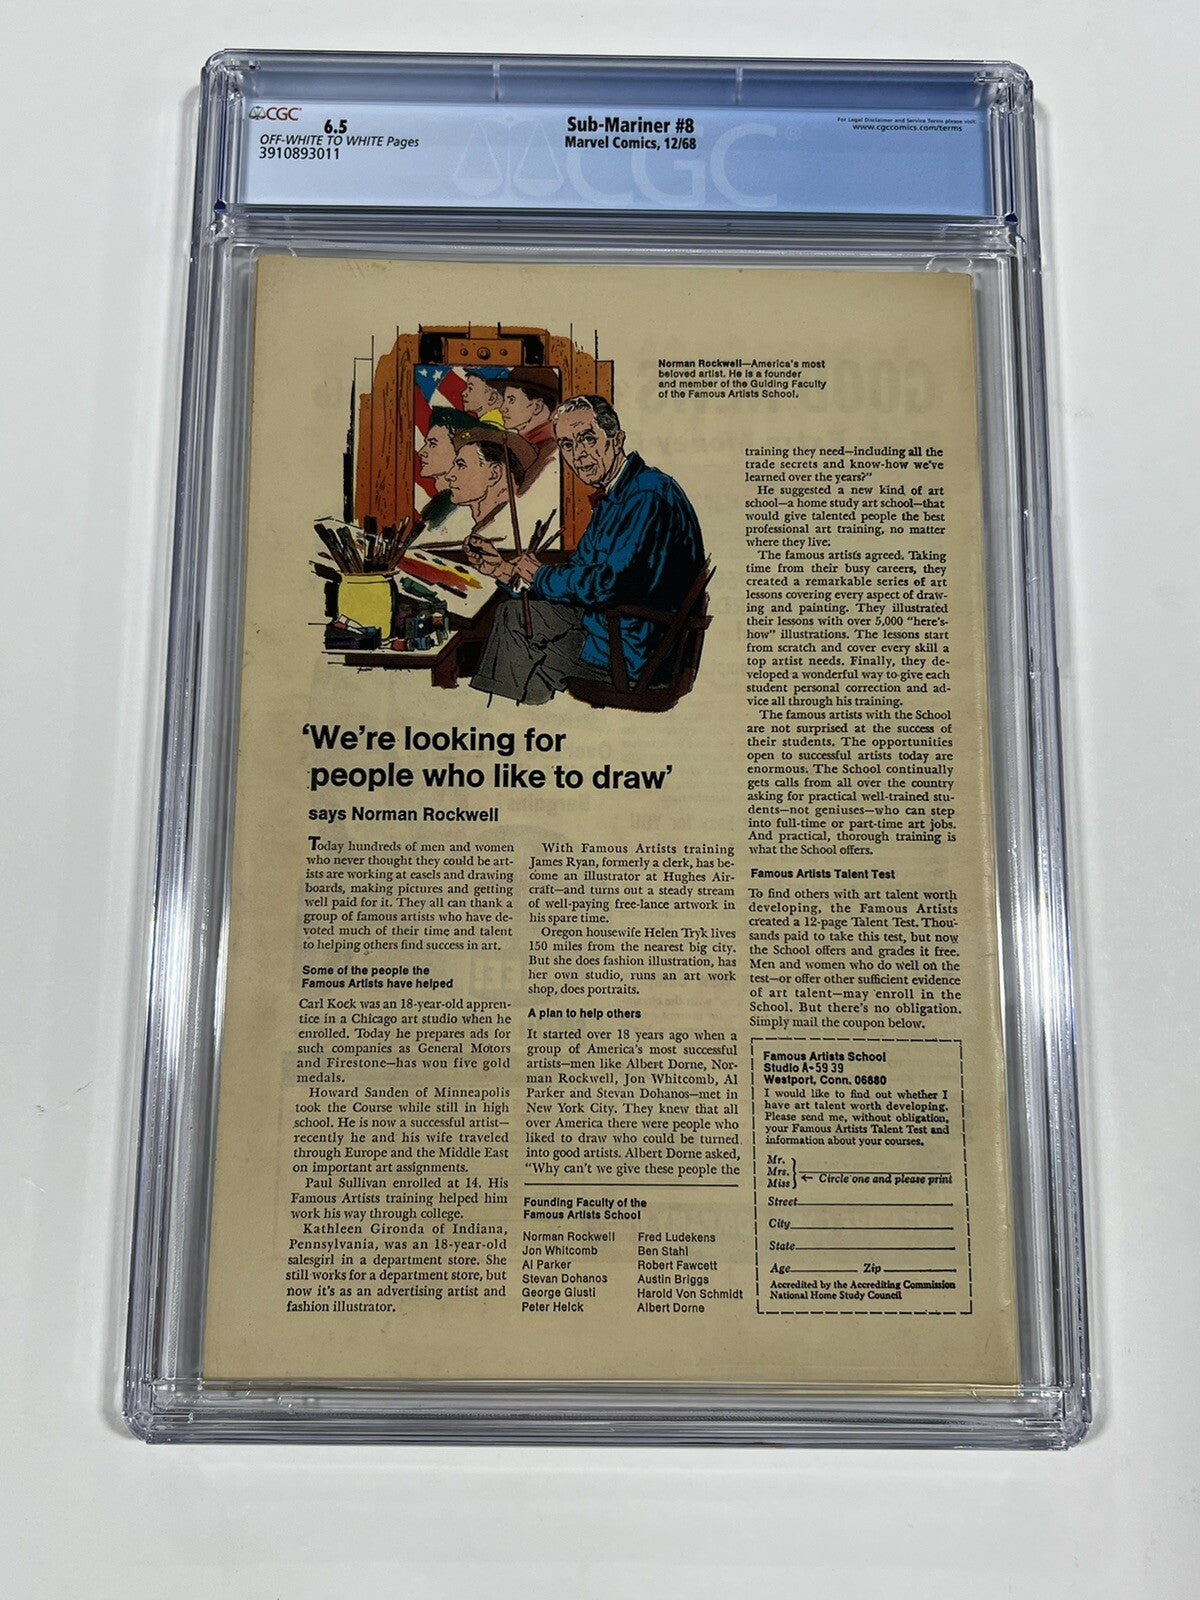 CGC
6.5
OFF-WHITE TO WHITE Pages
3910893011
Sub-Mariner #8
Marvel Comics, 12/68
For Legal Disclaimer and Service Terms please visit:
www.cgccomics.com/terms
CGC
Norman Rockwell—America's most
beloved artist. He is a founder
and member of the Guiding Faculty
of the Famous Artists School.
'We're looking for
people who like to draw'
says Norman Rockwell
Today hundreds of men and women
who never thought they could be art-
ists are working at easels and drawing
boards, making pictures and getting
well paid for it. They all can thank a
group of famous artists who have de-
voted much of their time and talent
to helping others find success in art.
Some of the people the
Famous Artists have helped
Carl Kock was an 18-year-old appren-
tice in a Chicago art studio when he
enrolled. Today he prepares ads for
such companies as General Motors
and Firestone—has won five gold
medals.
Howard Sanden of Minneapolis
took the Course while still in high
school. He is now a successful artist—
recently he and his wife traveled
through Europe and the Middle East
on important art assignments.
Paul Sullivan enrolled at 14. His
Famous Artists training helped him
work his way through college.
Kathleen Gironda of Indiana,
Pennsylvania, was an 18-year-old
salesgirl in a department store. She
still works for a department store, but
now it's as an advertising artist and
fashion illustrator.
With Famous Artists training
James Ryan, formerly a clerk, has be-
come an illustrator at Hughes Air-
craft—and turns out a steady stream
of well-paying free-lance artwork in
his spare time.
Oregon housewife Helen Tryk lives
150 miles from the nearest big city.
But she does fashion illustration, has
her own studio, runs an art work
shop, does portraits.
A plan to help others
It started over 18 years ago when a
group of America's most successful
artists—men like Albert Dorne, Nor-
man Rockwell, Jon Whitcomb, Al
Parker and Stevan Dohanos—met in
New York City. They knew that all
over America there were people who
liked to draw who could be turned
into good artists. Albert Dorne asked,
"Why can't we give these people the
Founding Faculty of the
Famous Artists School
Norman Rockwell
Jon Whitcomb
Al Parker
Stevan Dohanos
George Giusti
Peter Helck
Fred Ludekens
Ben Stahl
Robert Fawcett
Austin Briggs
Harold Von Schmidt
Albert Dorne
training they need—including all the
trade secrets and know-how we've
learned over the years?"
He suggested a new kind of art
school—a home study art school—that
would give talented people the best
professional art training, no matter
where they live.
The famous artists agreed. Taking
time from their busy careers, they
created a remarkable series of art
lessons covering every aspect of draw-
ing and painting. They illustrated
their lessons with over 5,000 "here's-
how" illustrations. The lessons start
from scratch and cover every skill a
top artist needs. Finally, they de-
veloped a wonderful way to give each
student personal correction and ad-
vice all through his training.
The famous artists with the School
are not surprised at the success of
their students. The opportunities
open to successful artists today are
enormous. The School continually
gets calls from all over the country
asking for practical well-trained stu-
dents—not geniuses—who can step
into full-time or part-time art jobs.
And practical, thorough training is
what the School offers.
Famous Artists Talent Test
To find others with art talent worth
developing, the Famous Artists
created a 12-page Talent Test. Thou-
sands paid to take this test, but now
the School offers and grades it free.
Men and women who do well on the
test—or offer other sufficient evidence
of art talent—may enroll in the
School. But there's no obligation.
Simply mail the coupon below.
Famous Artists School
Studio A-59 39
Westport, Conn. 06880
I would like to find out whether I
have art talent worth developing.
Please send me, without obligation,
your Famous Artists Talent Test and
information about your courses.
Mr.
Mrs.
Miss
Circle one and please print
Street
City
State
Age Zip
Accredited by the Accrediting Commission
National Home Study Council